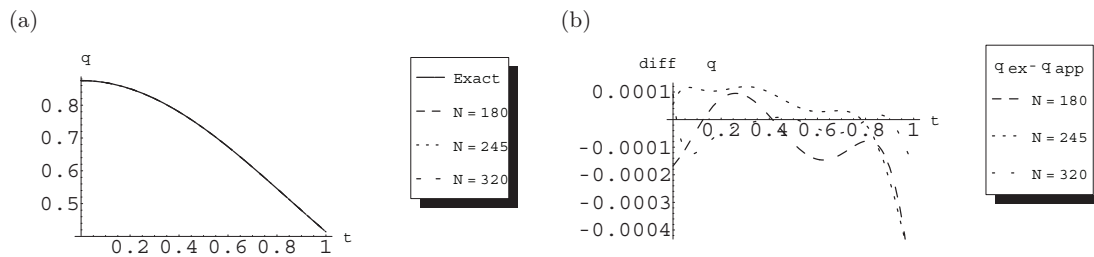 (a)
q
0.8
0.7
0.6
0.5
0.2 0.4 0.6 0.8 1 t
Exact
N = 180
N = 245
N = 320
(b)
diff q
0.0001
-0.0001
-0.0002
-0.0003
-0.0004
0.2 0.4 0.6 0.8 1 t
q ex - q app
N = 180
N = 245
N = 320